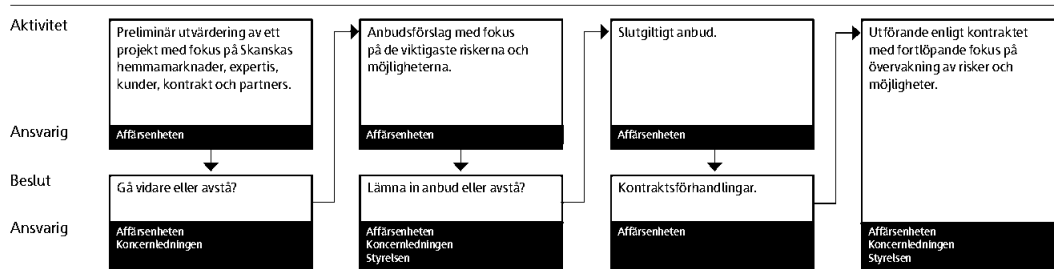 Aktivitet
Preliminär utvärdering av ett
projekt med fokus på Skanskas
hemmamarknader, expertis,
kunder, kontrakt och partners.
Anbudsförslag med fokus
på de viktigaste riskerna och
möjligheterna.
Slutgiltigt anbud.
Utförande enligt kontraktet
med fortlöpande fokus på
övervakning av risker och
möjligheter.
Ansvarig
Affärsenheten
Affärsenheten
Affärsenheten
Beslut
Gå vidare eller avstå?
Lämna in anbud eller avstå?
Kontraktsförhandlingar.
Ansvarig
Affärsenheten
Koncernledningen
Affärsenheten
Koncernledningen
Styrelsen
Affärsenheten
Affärsenheten
Koncernledningen
Styrelsen